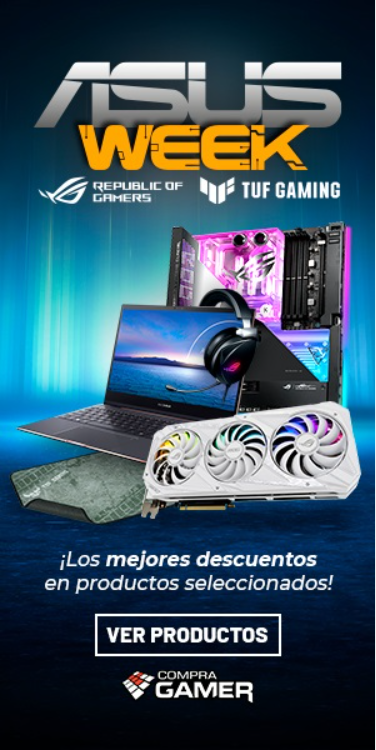 ASUS
WEEK
REPUBLIC OF
GAMERS
TUF GAMING
¡Los mejores descuentos
en productos seleccionados!
VER PRODUCTOS
COMPRA
GAMER